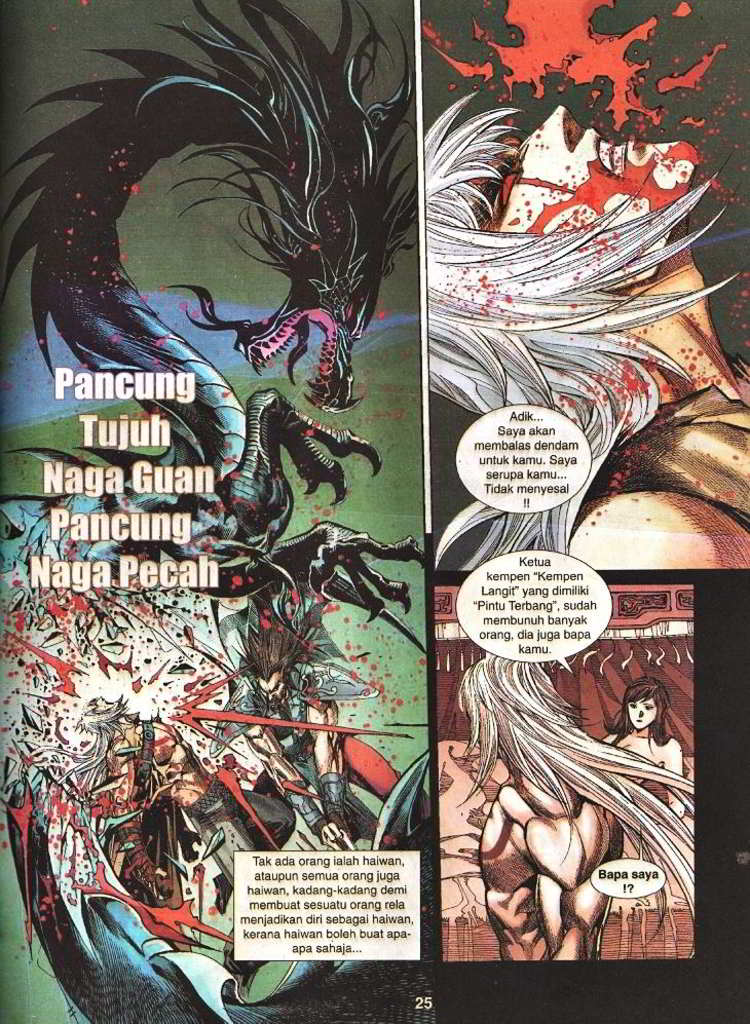 Pancung
Tujuh
Naga Guan
Pancung
Naga Pecah
Tak ada orang ialah haiwan,
ataupun semua orang juga
haiwan, kadang-kadang demi
membuat sesuatu orang rela
menjadikan diri sebagai haiwan,
kerana haiwan boleh buat apa-
apa sahaja...
Adik...
Saya akan
membalas dendam
untuk kamu. Saya
serupa kamu...
Tidak menyesal
!!
Ketua
kempen “Kempen
Langit” yang dimiliki
“Pintu Terbang”, sudah
membunuh banyak
orang, dia juga bapa
kamu.
Bapa saya
!?
25